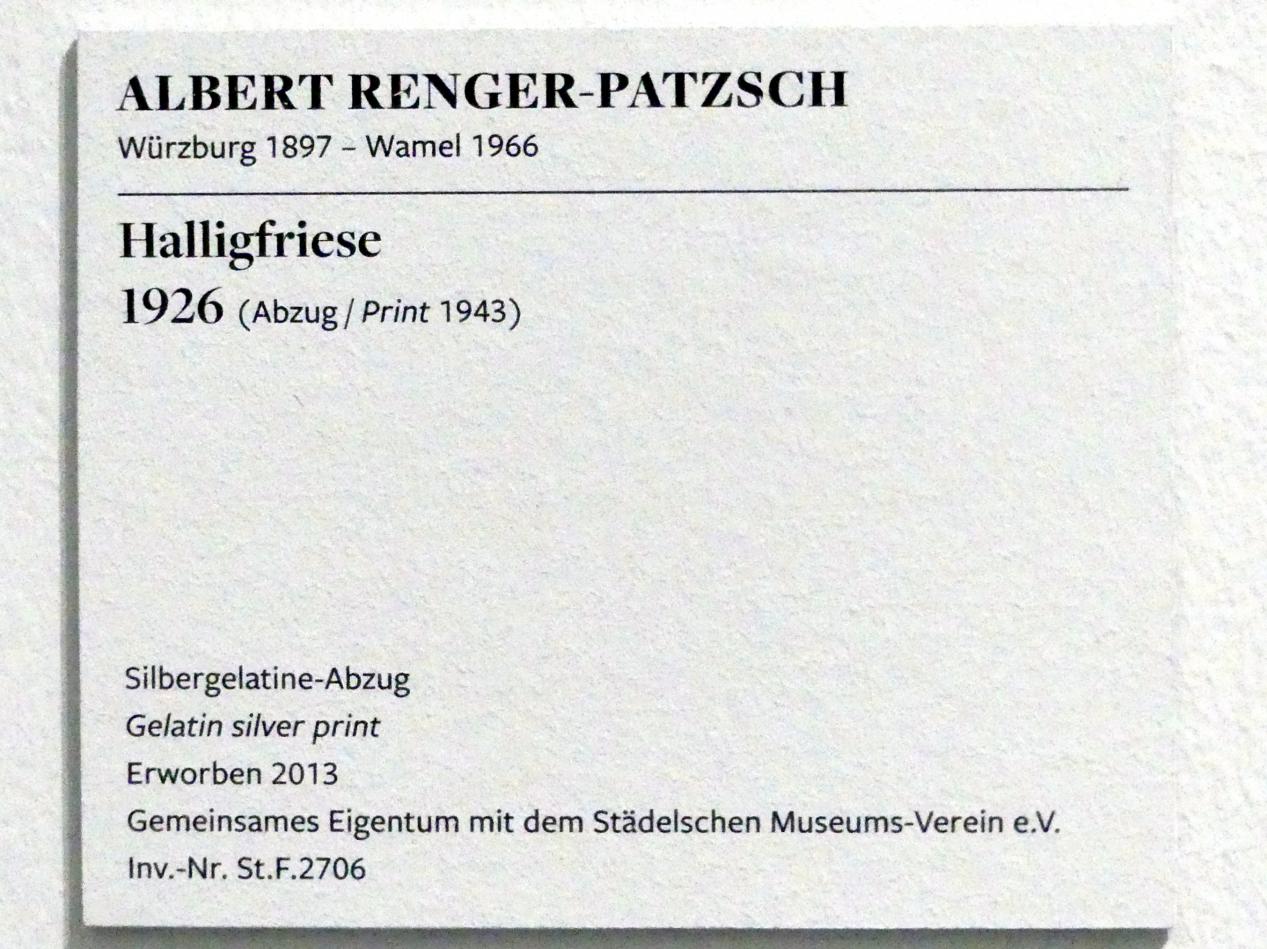 ALBERT RENGER-PATZSCH
Würzburg 1897 – Wamel 1966
Halligfriese
1926 (Abzug / Print 1943)
Silbergelatine-Abzug
Gelatin silver print
Erworben 2013
Gemeinsames Eigentum mit dem Städelschen Museums-Verein e.V.
Inv.-Nr. St.F.2706